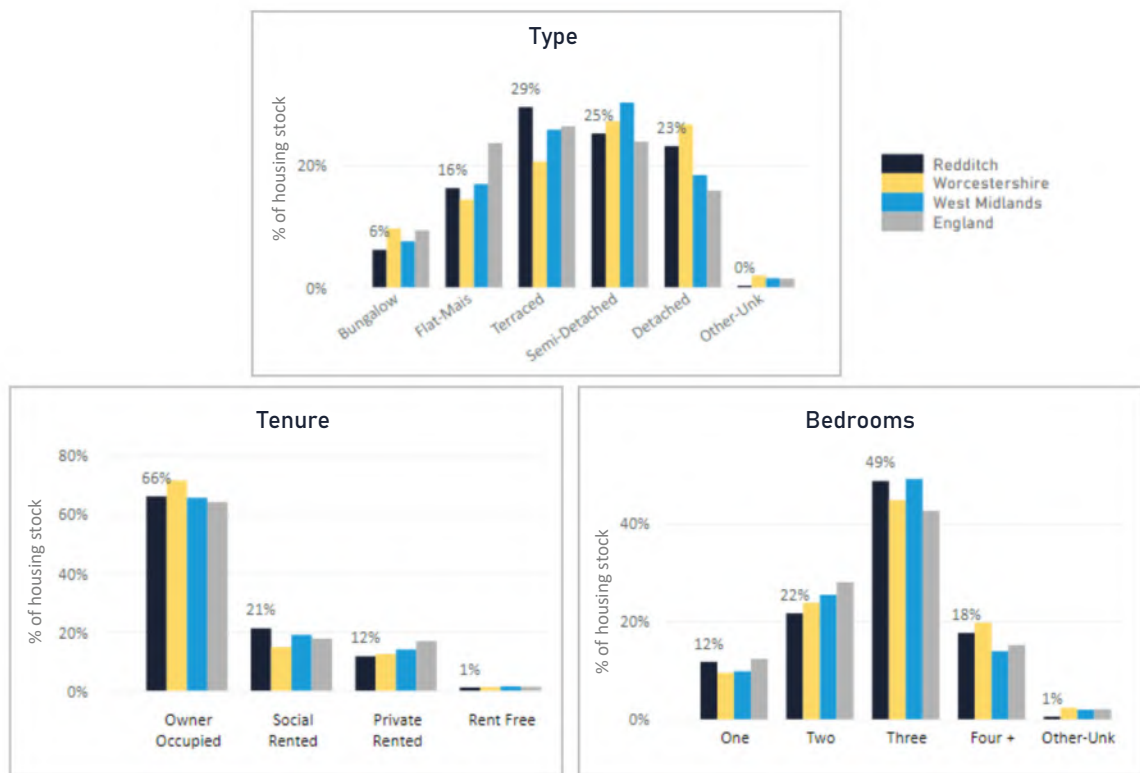 Type
% of housing stock
20%
0%
6%
16%
29%
25%
23%
0%
Bungalow
Flat-Mais
Terraced
Semi-Detached
Detached
Other-Unk
Redditch
Worcestershire
West Midlands
England
Tenure
% of housing stock
80%
60%
40%
20%
0%
66%
21%
12%
1%
Owner
Occupied
Social
Rented
Private
Rented
Rent Free
Bedrooms
% of housing stock
40%
20%
0%
12%
22%
49%
18%
1%
One
Two
Three
Four +
Other-Unk